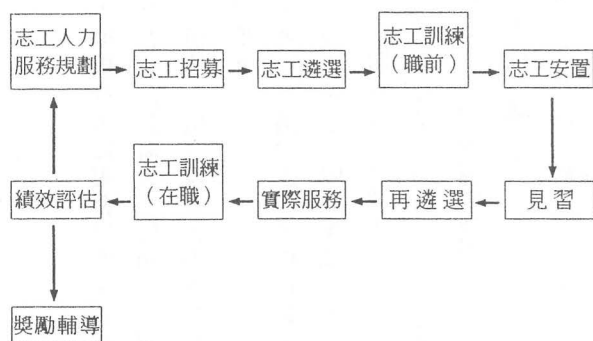 志工人力
服務規劃
志工招募
志工遴選
志工訓練
（職前）
志工安置
績效評估
志工訓練
（在職）
實際服務
再遴選
見習
獎勵輔導